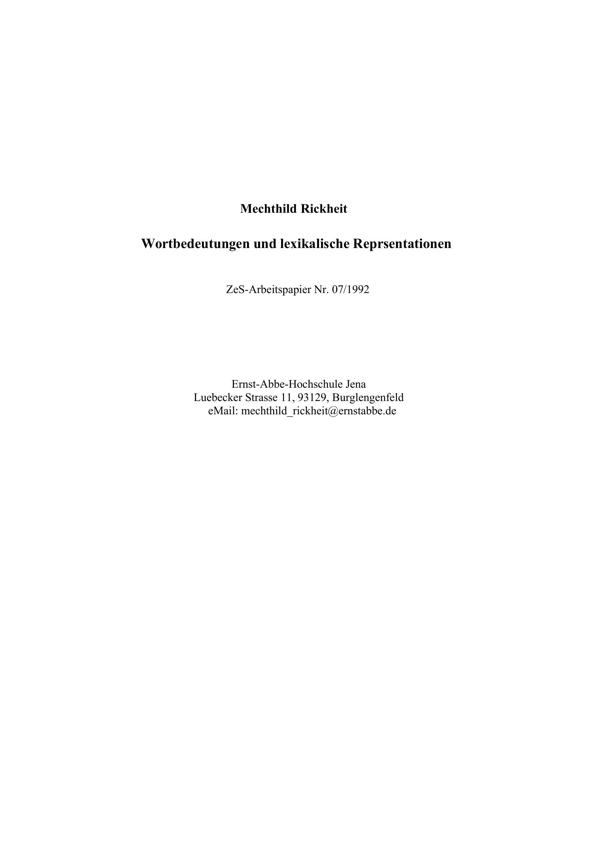 Mechthild Rickheit
Wortbedeutungen und lexikalische Reprsentationen
ZeS-Arbeitspapier Nr. 07/1992
Ernst-Abbe-Hochschule Jena
Luebecker Strasse 11, 93129, Burglengenfeld
eMail: mechthild_rickheit@ernstabbe.de